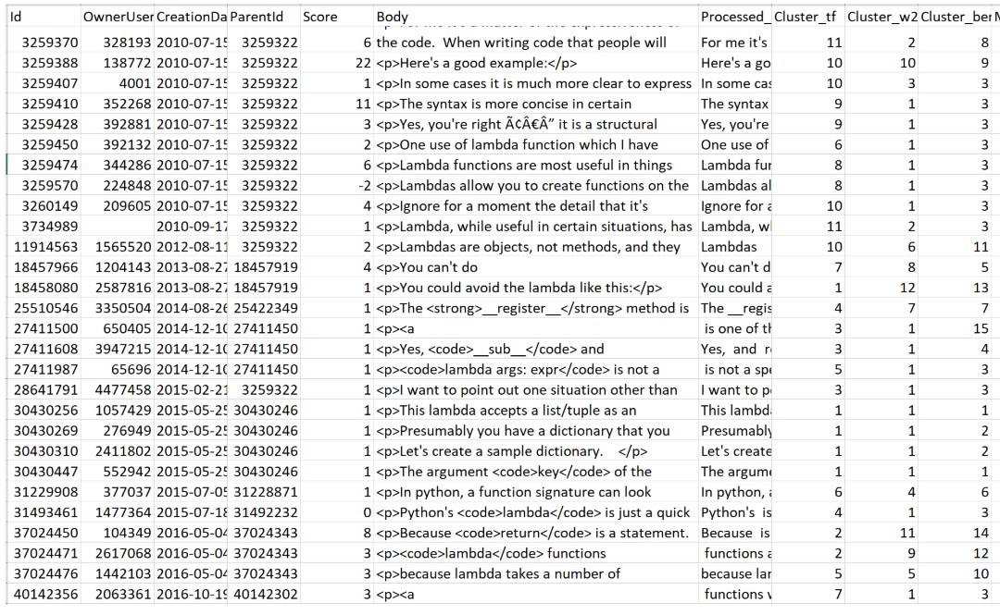 Id OwnerUser CreationDa ParentId Score Body Processed_ Cluster_tf Cluster_w2 Cluster_ber
3259370 328193 2010-07-15 3259322 6 the code. When writing code that people will For me it's 11 2 8
3259388 138772 2010-07-15 3259322 22 <p>Here's a good example:</p> Here's a go 10 10 9
3259407 4001 2010-07-15 3259322 1 <p>In some cases it is much more clear to express In some cas 10 3 3
3259410 352268 2010-07-15 3259322 11 <p>The syntax is more concise in certain The syntax 9 1 3
3259428 392881 2010-07-15 3259322 3 <p>Yes, you're right Ã¢Â€Â” it is a structural Yes, you're 9 1 3
3259450 392132 2010-07-15 3259322 2 <p>One use of lambda function which I have One use of 6 1 3
3259474 344286 2010-07-15 3259322 6 <p>Lambda functions are most useful in things Lambda fur 8 1 3
3259570 224848 2010-07-15 3259322 -2 <p>Lambdas allow you to create functions on the Lambdas al 8 1 3
3260149 209605 2010-07-15 3259322 4 <p>Ignore for a moment the detail that it's Ignore for a 10 1 3
3734989 2010-09-17 3259322 1 <p>Lambda, while useful in certain situations, has Lambda, wl 11 2 3
11914563 1565520 2012-08-11 3259322 2 <p>Lambdas are objects, not methods, and they Lambdas 10 6 11
18457966 1204143 2013-08-27 18457919 4 <p>You can't do You can't d 7 8 5
18458080 2587816 2013-08-27 18457919 1 <p>You could avoid the lambda like this:</p> You could a 1 12 13
25510546 3350504 2014-08-26 25422349 1 <p>The <strong>__register__</strong> method is The __regis 4 7 7
27411500 650405 2014-12-10 27411450 1 <p><a is one of th 3 1 15
27411608 3947215 2014-12-10 27411450 1 <p>Yes, <code>__sub__</code> and Yes, and r 3 1 4
27411987 65696 2014-12-10 27411450 1 <p><code>lambda args: expr</code> is not a is not a spe 5 1 3
28641791 4477458 2015-02-21 3259322 1 <p>I want to point out one situation other than I want to p 3 1 3
30430256 1057429 2015-05-25 30430246 1 <p>This lambda accepts a list/tuple as an This lambd 1 1 1
30430269 276949 2015-05-25 30430246 1 <p>Presumably you have a dictionary that you Presumably 1 1 2
30430310 2411802 2015-05-25 30430246 1 <p>Let's create a sample dictionary. </p> Let's create 1 1 2
30430447 552942 2015-05-25 30430246 1 <p>The argument <code>key</code> of the The argume 1 1 1
31229908 377037 2015-07-05 31228871 1 <p>In python, a function signature can look In python, a 6 4 6
31493461 1477364 2015-07-18 31492232 0 <p>Python's <code>lambda</code> is just a quick Python's is 4 1 3
37024450 104349 2016-05-04 37024343 8 <p>Because <code>return</code> is a statement. Because is 2 11 14
37024471 2617068 2016-05-04 37024343 3 <p><code>lambda</code> functions functions a 2 9 12
37024476 1442103 2016-05-04 37024343 3 <p>because lambda takes a number of because lar 5 5 10
40142356 2063361 2016-10-19 40142302 3 <p><a functions v 7 1 3